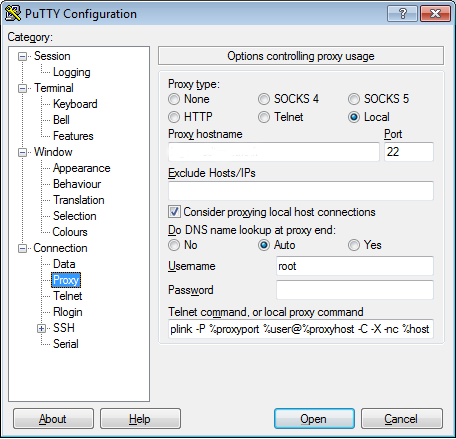 PuTTY Configuration
Category:
Session
Logging
Terminal
Keyboard
Bell
Features
Window
Appearance
Behaviour
Translation
Selection
Colours
Connection
Data
Proxy
Telnet
Rlogin
SSH
Serial
Options controlling proxy usage
Proxy type:
None SOCKS 4 SOCKS 5
HTTP Telnet Local
Proxy hostname Port
22
Exclude Hosts/IPs
Consider proxying local host connections
Do DNS name lookup at proxy end:
No Auto Yes
Username root
Password
Telnet command, or local proxy command
plink -P %proxyport %user@%proxyhost -C -X -nc %host
About Help Open Cancel